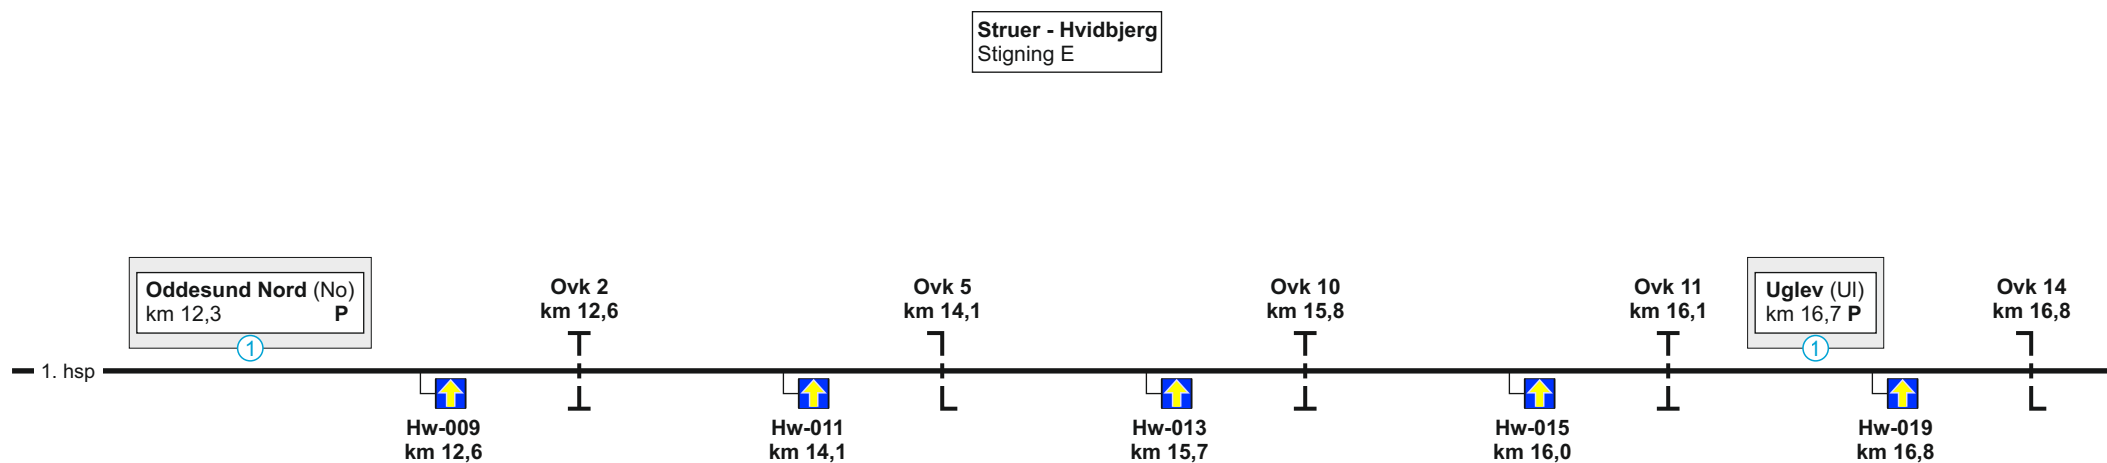 Struer - Hvidbjerg
Stigning E
Oddesund Nord (No)
km 12,3 P
1
Ovk 2
km 12,6
Ovk 5
km 14,1
Ovk 10
km 15,8
Ovk 11
km 16,1
Uglev (Ul)
km 16,7 P
1
Ovk 14
km 16,8
1. hsp
Hw-009
km 12,6
Hw-011
km 14,1
Hw-013
km 15,7
Hw-015
km 16,0
Hw-019
km 16,8